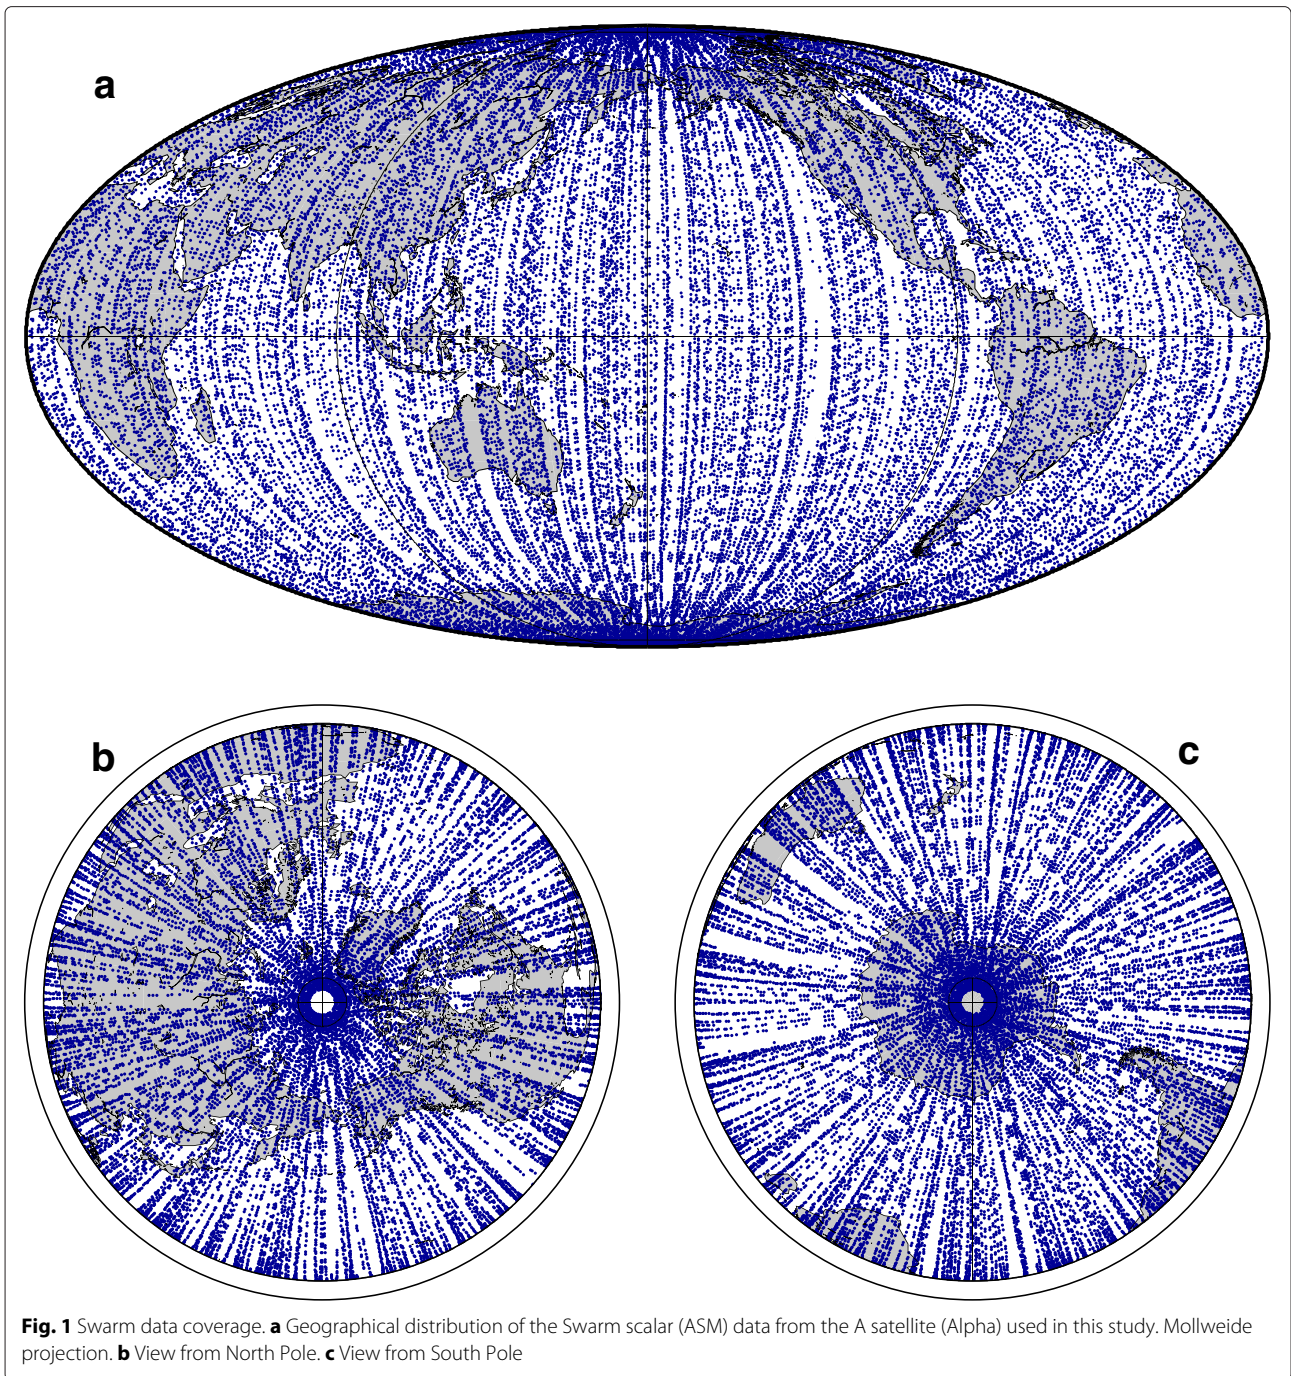 a
b
c
Fig. 1 Swarm data coverage. a Geographical distribution of the Swarm scalar (ASM) data from the A satellite (Alpha) used in this study. Mollweide
projection. b View from North Pole. c View from South Pole